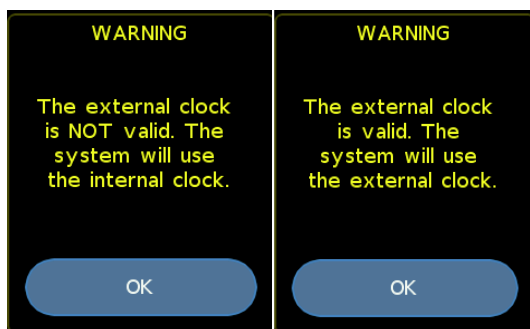 WARNING
The external clock
is NOT valid. The
system will use
the internal clock.
OK
WARNING
The external clock
is valid. The
system will use
the external clock.
OK